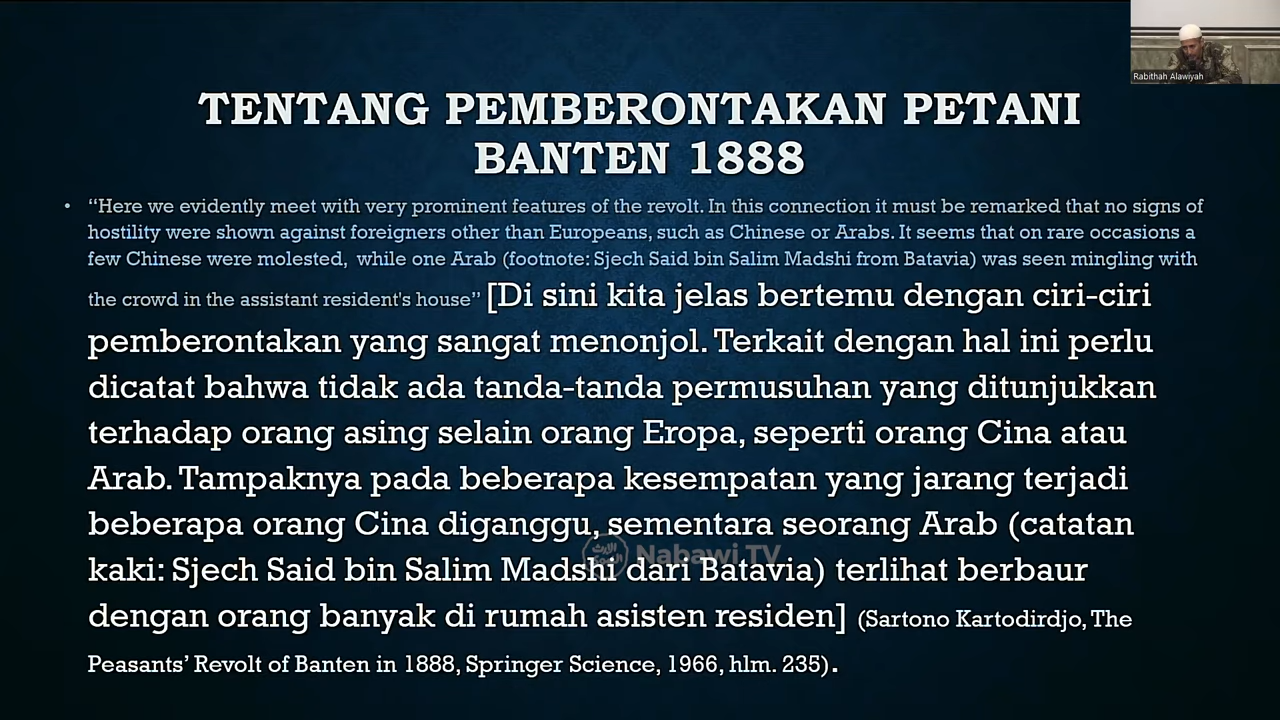 Rabithah Alawiyah
TENTANG PEMBERONTAKAN PETANI
BANTEN 1888
• “Here we evidently meet with very prominent features of the revolt. In this connection it must be remarked that no signs of
hostility were shown against foreigners other than Europeans, such as Chinese or Arabs. It seems that on rare occasions a
few Chinese were molested, while one Arab (footnote: Sjech Said bin Salim Madshi from Batavia) was seen mingling with
the crowd in the assistant resident's house” [Di sini kita jelas bertemu dengan ciri-ciri
pemberontakan yang sangat menonjol. Terkait dengan hal ini perlu
dicatat bahwa tidak ada tanda-tanda permusuhan yang ditunjukkan
terhadap orang asing selain orang Eropa, seperti orang Cina atau
Arab. Tampaknya pada beberapa kesempatan yang jarang terjadi
beberapa orang Cina diganggu, sementara seorang Arab (catatan
Nabawi TV
kaki: Sjech Said bin Salim Madshi dari Batavia) terlihat berbaur
dengan orang banyak di rumah asisten residen] (Sartono Kartodirdjo, The
Peasants’ Revolt of Banten in 1888, Springer Science, 1966, hlm. 235).